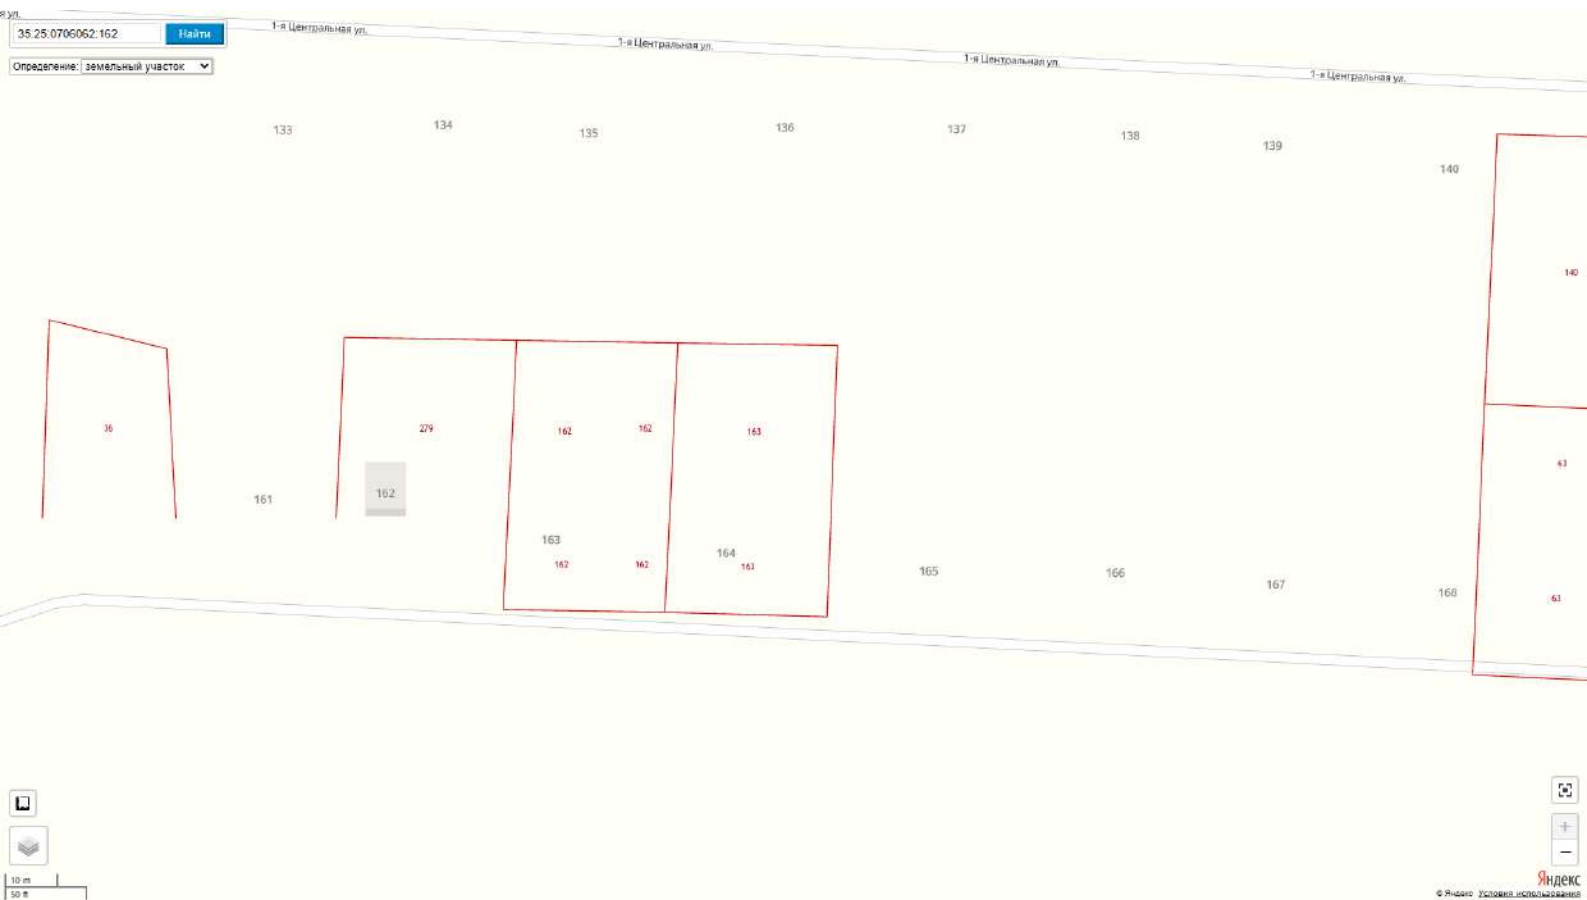 я ул.
35:25:0706062:162
Найти
Определение: земельный участок
1-я Центральная ул.
1-я Центральная ул.
1-я Центральная ул.
1-я Центральная ул.
133
134
135
136
137
138
139
140
140
36
279
162
162
163
63
161
162
163
164
162
162
163
165
166
167
168
63
10 m
50 ft
+
−
Яндекс
© Яндекс Условия использования